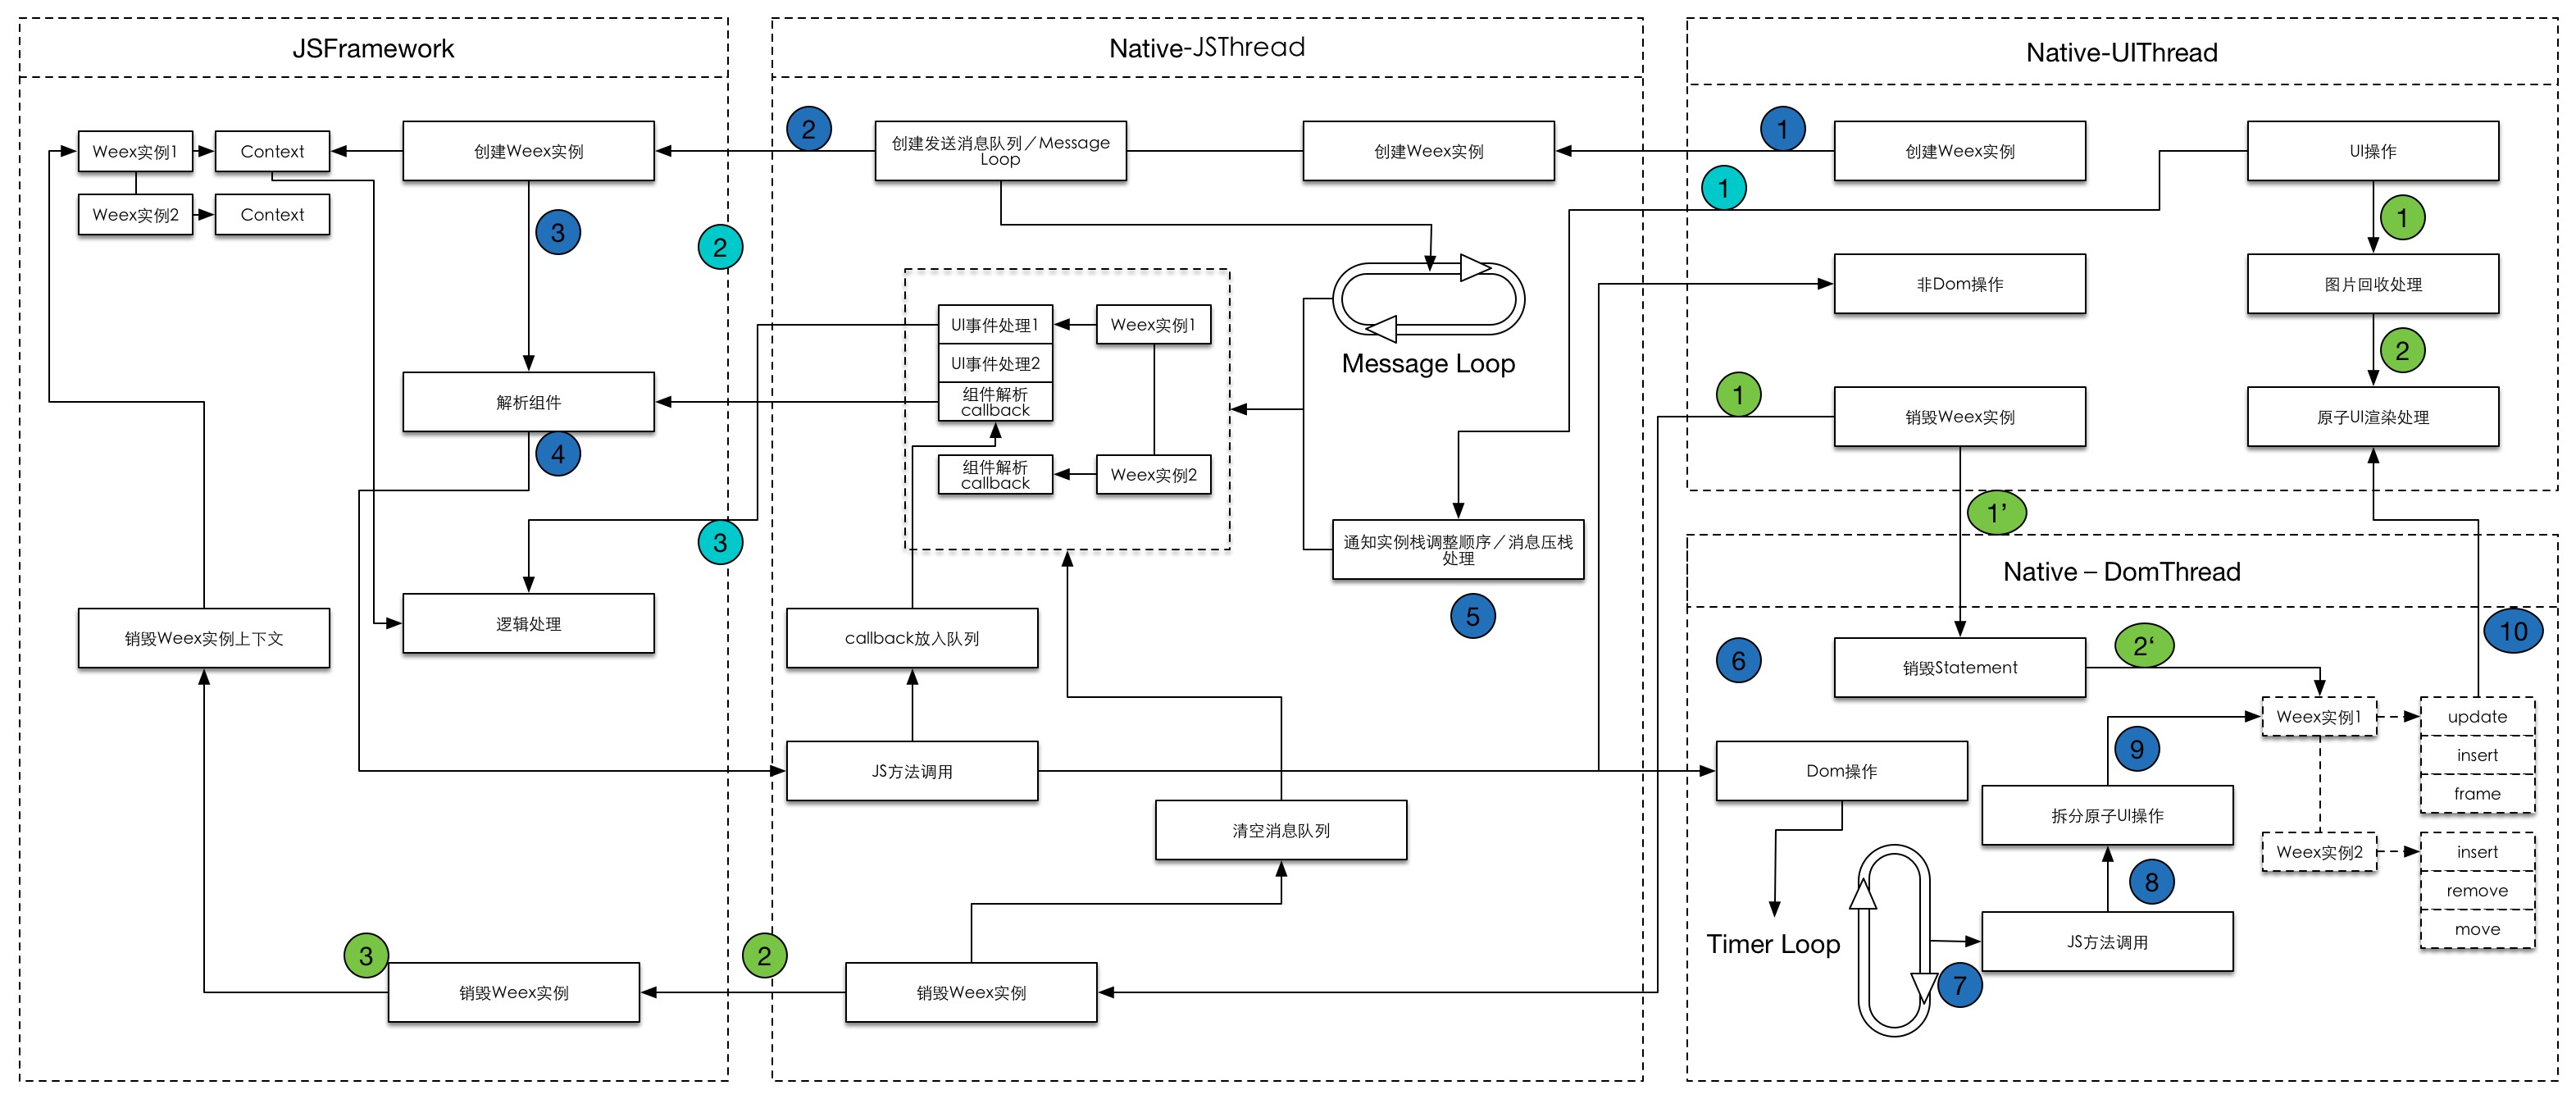 JSFramework
Weex实例1
Context
创建Weex实例
Weex实例2
Context
3
解析组件
4
逻辑处理
销毁Weex实例上下文
3
销毁Weex实例
2
3
Native-JSThread
2
创建发送消息队列／Message
Loop
创建Weex实例
Message Loop
UI事件处理1
Weex实例1
UI事件处理2
组件解析
callback
组件解析
callback
Weex实例2
通知实例栈调整顺序／消息压栈
处理
5
callback放入队列
JS方法调用
清空消息队列
2
销毁Weex实例
Native-UIThread
1
创建Weex实例
UI操作
1
1
非Dom操作
图片回收处理
2
1
销毁Weex实例
原子UI渲染处理
1’
Native – DomThread
6
销毁Statement
2‘
10
Weex实例1
update
insert
frame
9
Dom操作
拆分原子UI操作
Weex实例2
insert
remove
move
8
Timer Loop
JS方法调用
7